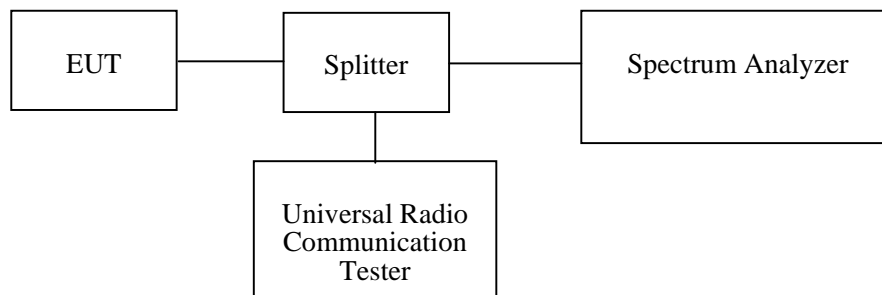 EUT
Splitter
Spectrum Analyzer
Universal Radio
Communication
Tester